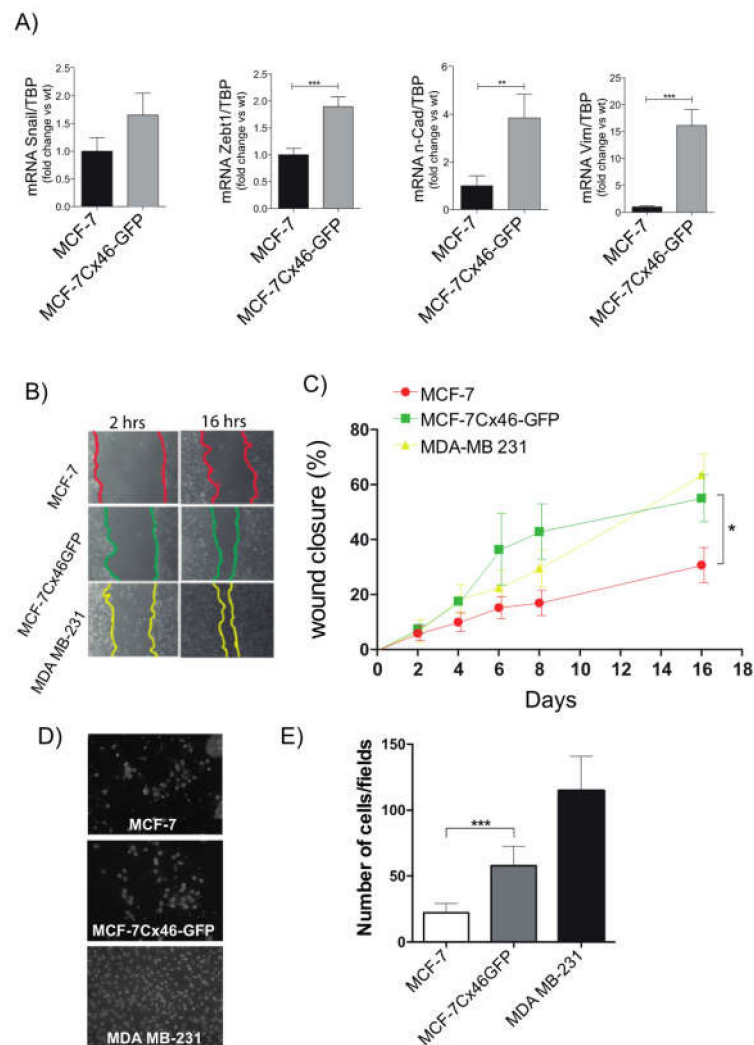 A)
mRNA Snail/TBP
(fold change vs wt)
2.5
2.0
1.5
1.0
0.5
0.0
MCF-7
MCF-7Cx46-GFP
mRNA Zebt1/TBP
(fold change vs wt)
2.5
2.0
1.5
1.0
0.5
0.0
***
MCF-7
MCF-7Cx46-GFP
mRNA n-Cad/TBP
(fold change vs wt)
6
4
2
0
**
MCF-7
MCF-7Cx46-GFP
mRNA Vim/TBP
(fold change vs wt)
25
20
15
10
5
0
***
MCF-7
MCF-7Cx46-GFP
B)
2 hrs 16 hrs
MCF-7
MCF-7Cx46GFP
MDA MB-231
C)
MCF-7
MCF-7Cx46-GFP
MDA-MB 231
wound closure (%)
80
60
40
20
0
*
0 2 4 6 8 10 12 14 16 18
Days
D)
MCF-7
MCF-7Cx46-GFP
MDA MB-231
E)
Number of cells/fields
150
100
50
0
***
MCF-7
MCF-7Cx46GFP
MDA MB-231